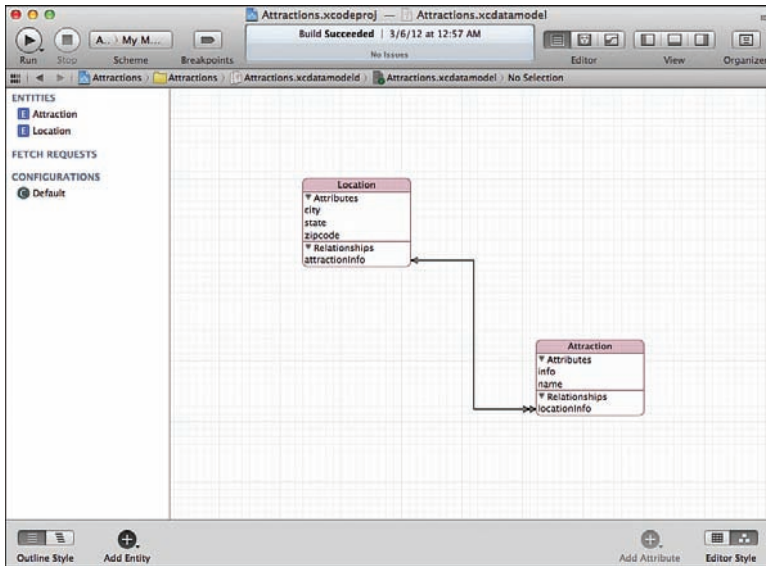 Attractions.xcodeproj — Attractions.xcdatamodel
A.. My M...
Build Succeeded | 3/6/12 at 12:57 AM
No Issues
Run Stop Scheme Breakpoints Editor View Organizer
Attractions Attractions Attractions.xcdatamodeld Attractions.xcdatamodel No Selection
ENTITIES
E Attraction
E Location
FETCH REQUESTS
CONFIGURATIONS
C Default
Location
Attributes
city
state
zipcode
Relationships
attractionInfo
Attraction
Attributes
info
name
Relationships
locationInfo
Outline Style Add Entity Add Attribute Editor Style